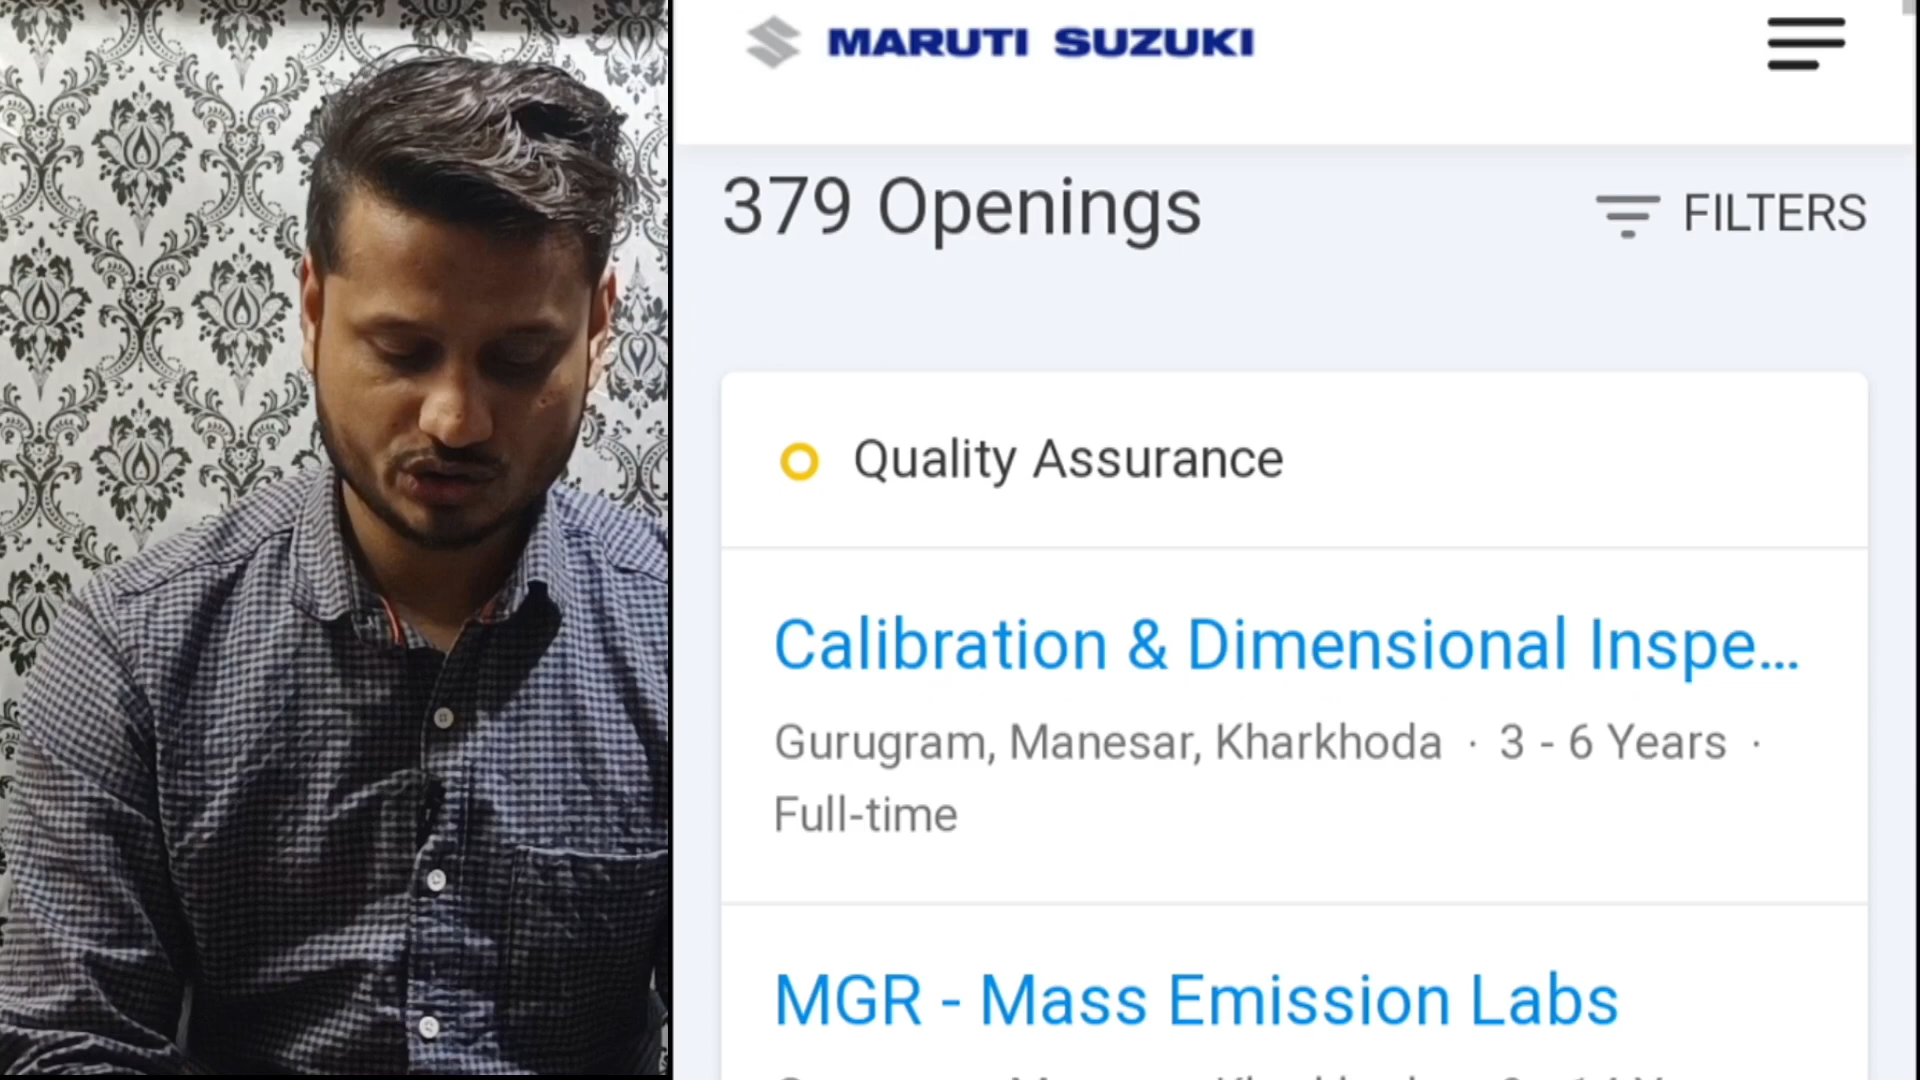 MARUTI SUZUKI
379 Openings
FILTERS
Quality Assurance
Calibration & Dimensional Inspe...
Gurugram, Manesar, Kharkhoda · 3 - 6 Years ·
Full-time
MGR - Mass Emission Labs